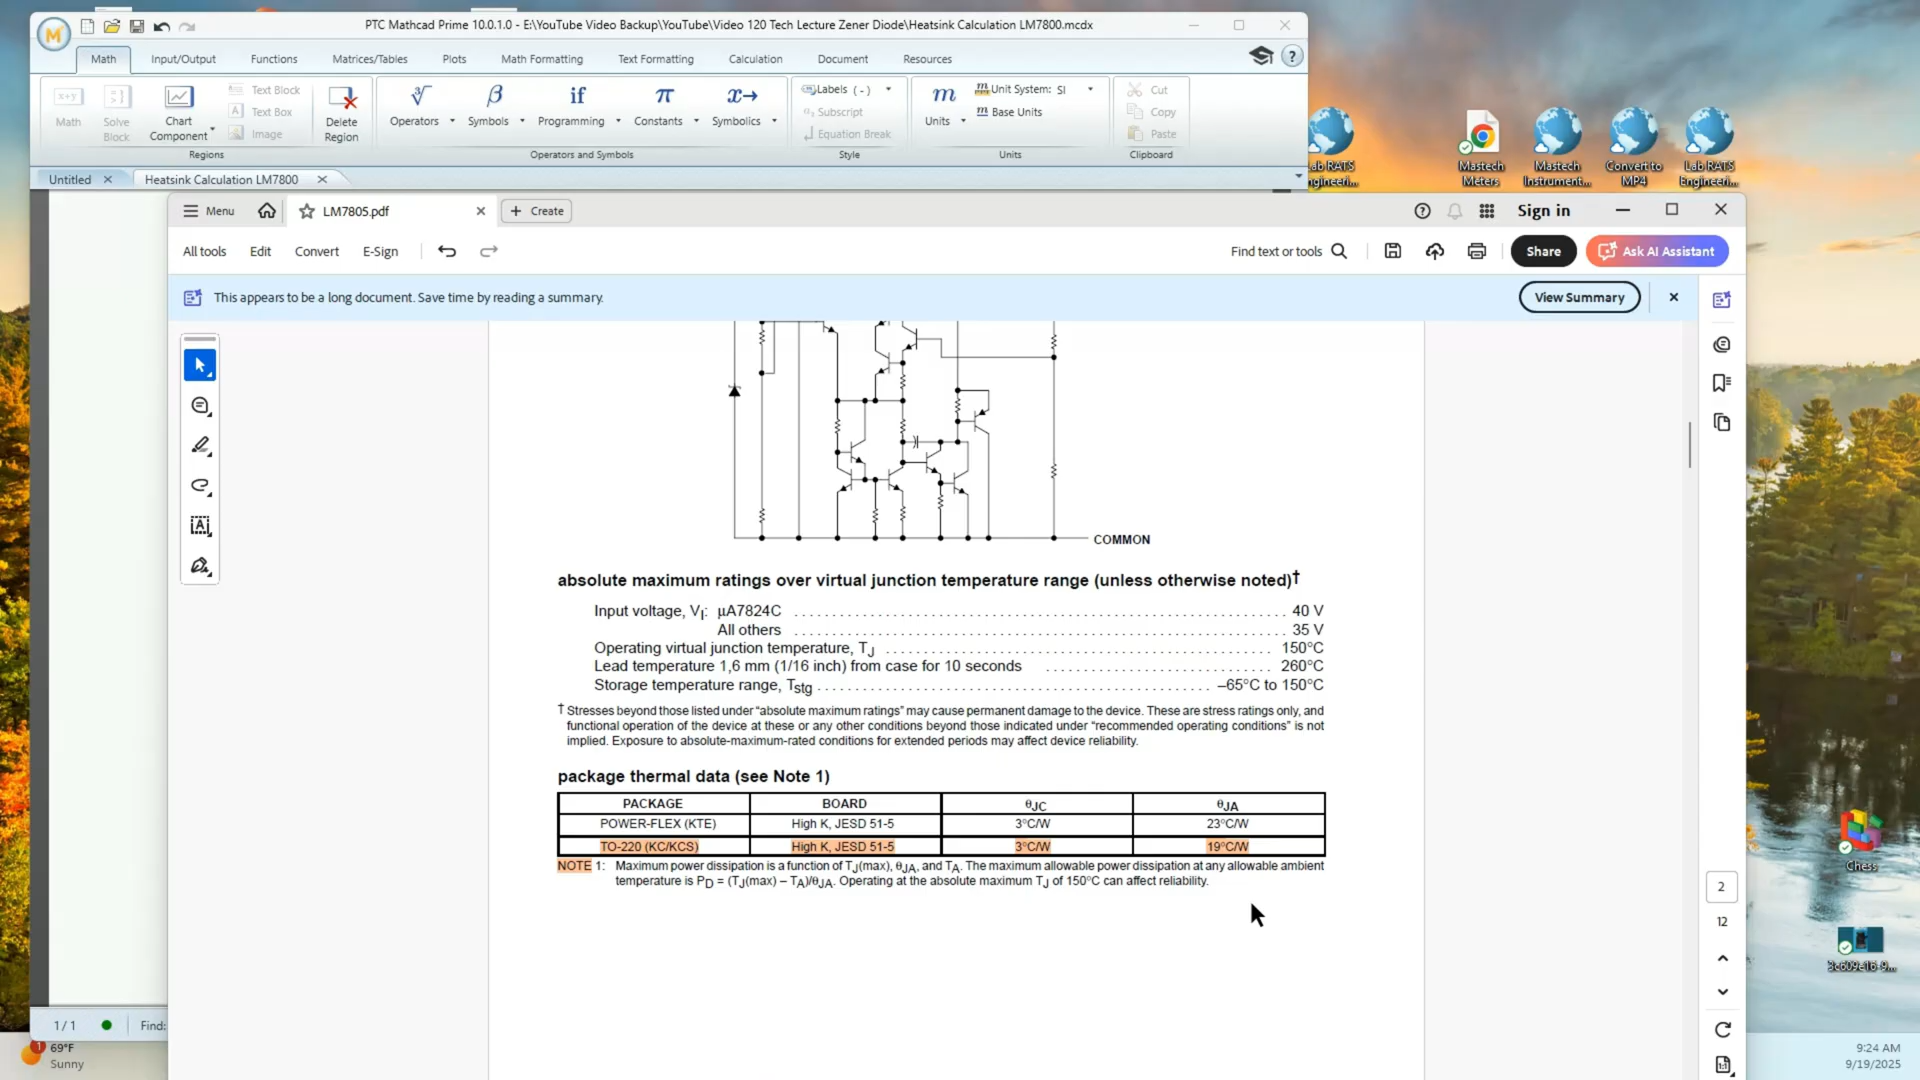 PTC Mathcad Prime 10.0.1.0 - E:\YouTube Video Backup\YouTube\Video 120 Tech Lecture Zener Diode\Heatsink Calculation LM7800.mcdx
Math Input/Output Functions Matrices/Tables Plots Math Formatting Text Formatting Calculation Document Resources
Math
Solve Block
Chart Component
Text Block
Text Box
Image
Delete Region
Regions
Operators
Symbols
if
Programming
π
Constants
Symbolics
Operators and Symbols
Labels ( - )
Subscript
Equation Break
Style
Units
Unit System: SI
Base Units
Units
Cut
Copy
Paste
Clipboard
Untitled
Heatsink Calculation LM7800
Mastech Meters
Mastech Instrument...
Convert to MP4
Lab RATS Engineeri...
Menu
LM7805.pdf
Create
Sign in
All tools Edit Convert E-Sign
Find text or tools
Share
Ask AI Assistant
This appears to be a long document. Save time by reading a summary.
View Summary
COMMON
absolute maximum ratings over virtual junction temperature range (unless otherwise noted)†
Input voltage, VI: µA7824C . . . . . . . . . . 40 V
All others . . . . . . . . . . 35 V
Operating virtual junction temperature, TJ . . . . . . . . . . 150°C
Lead temperature 1,6 mm (1/16 inch) from case for 10 seconds . . . . . . . . . . 260°C
Storage temperature range, Tstg . . . . . . . . . . –65°C to 150°C
† Stresses beyond those listed under “absolute maximum ratings” may cause permanent damage to the device. These are stress ratings only, and
functional operation of the device at these or any other conditions beyond those indicated under “recommended operating conditions” is not
implied. Exposure to absolute-maximum-rated conditions for extended periods may affect device reliability.
package thermal data (see Note 1)
PACKAGE BOARD θJC θJA
POWER-FLEX (KTE) High K, JESD 51-5 3°C/W 23°C/W
TO-220 (KC/KCS) High K, JESD 51-5 3°C/W 19°C/W
NOTE 1: Maximum power dissipation is a function of TJ(max), θJA, and TA. The maximum allowable power dissipation at any allowable ambient
temperature is PD = (TJ(max) – TA)/θJA. Operating at the absolute maximum TJ of 150°C can affect reliability.
2
12
Chess
1 / 1
Find:
1
69°F
Sunny
9:24 AM
9/19/2025